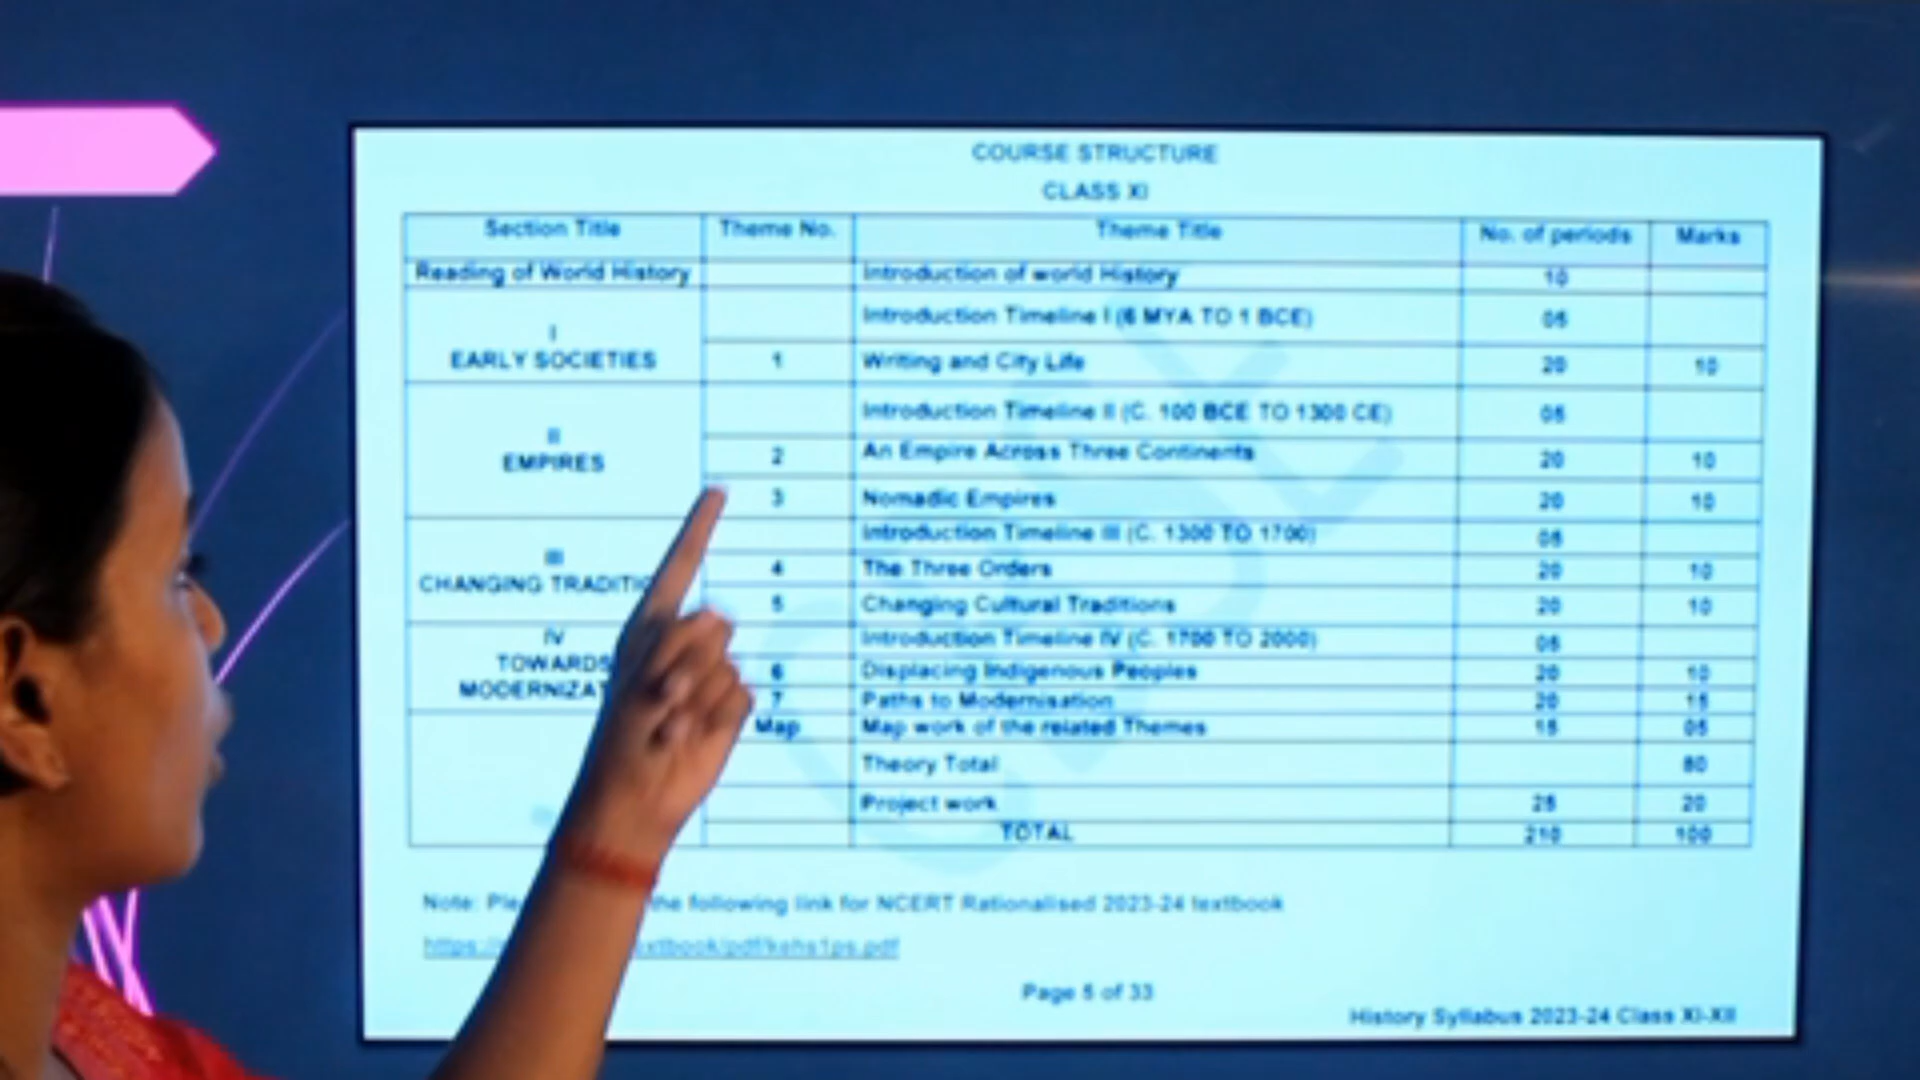 COURSE STRUCTURE
CLASS XI
Section Title Theme No. Theme Title No. of periods Marks
Reading of World History Introduction of world History 10
I
EARLY SOCIETIES
Introduction Timeline I (6 MYA TO 1 BCE) 05
1 Writing and City Life 20 10
II
EMPIRES
Introduction Timeline II (C. 100 BCE TO 1300 CE) 05
2 An Empire Across Three Continents 20 10
3 Nomadic Empires 20 10
III
CHANGING
Introduction Timeline III (C. 1300 TO 1700) 05
4 The Three Orders 20 10
5 Changing Cultural Traditions 20 10
IV
TOWARDS
Introduction Timeline IV (C. 1700 TO 2000) 05
6 Displacing Indigenous Peoples 20 10
7 Paths to Modernisation 20 15
Map Map work of the related Themes 15 05
Theory Total 80
Project work 25 20
TOTAL 210 100
Note: the following link for NCERT Rationalised 2023-24 textbook
Page 5 of 33
History Syllabus 2023-24 Class XI-XII